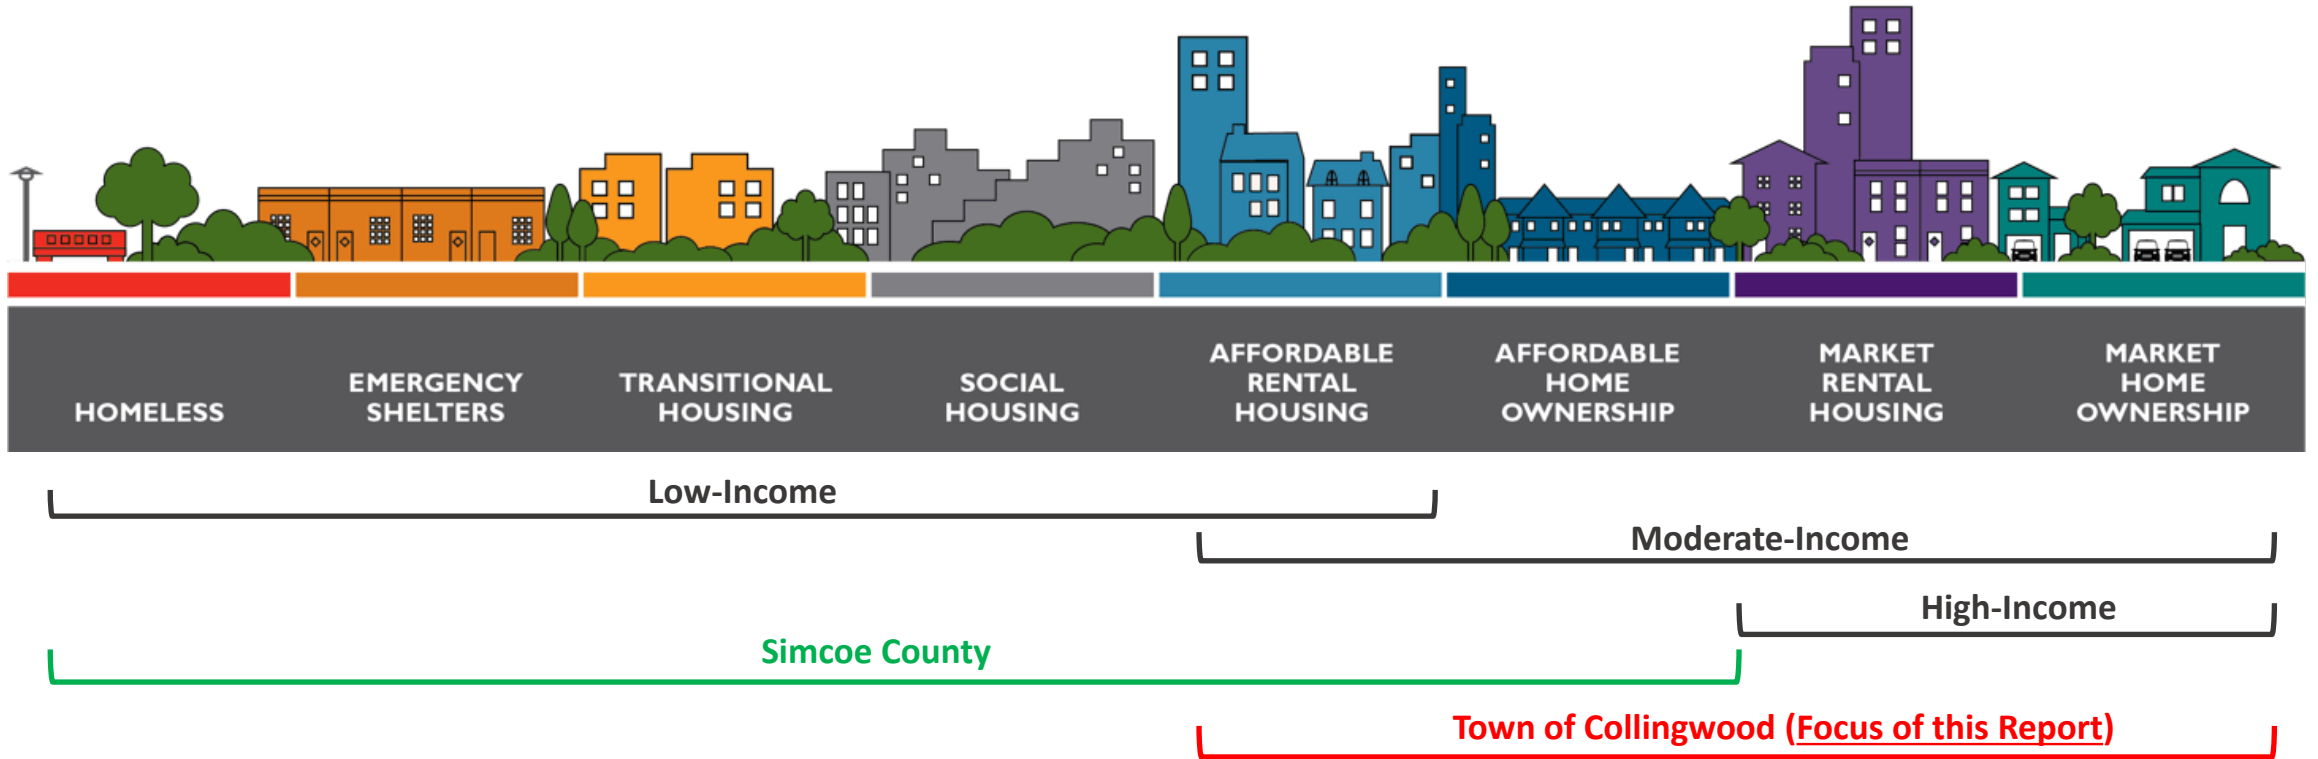 HOMELESS
EMERGENCY
SHELTERS
TRANSITIONAL
HOUSING
SOCIAL
HOUSING
AFFORDABLE
RENTAL
HOUSING
AFFORDABLE
HOME
OWNERSHIP
MARKET
RENTAL
HOUSING
MARKET
HOME
OWNERSHIP
Low-Income
Moderate-Income
High-Income
Simcoe County
Town of Collingwood (Focus of this Report)